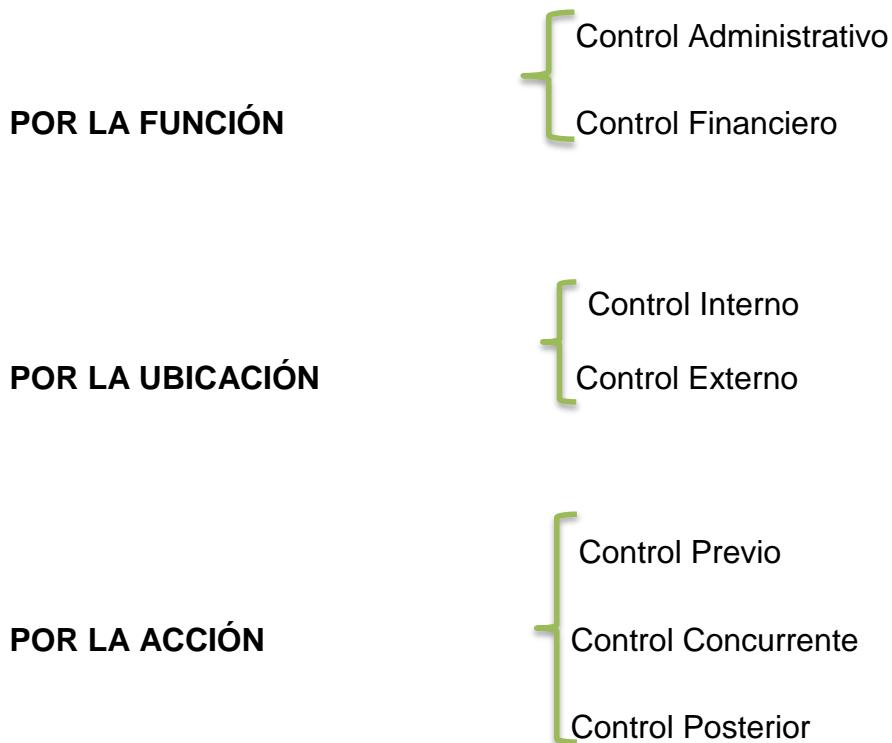 Control Administrativo
POR LA FUNCIÓN Control Financiero
Control Interno
POR LA UBICACIÓN Control Externo
Control Previo
POR LA ACCIÓN Control Concurrente
Control Posterior